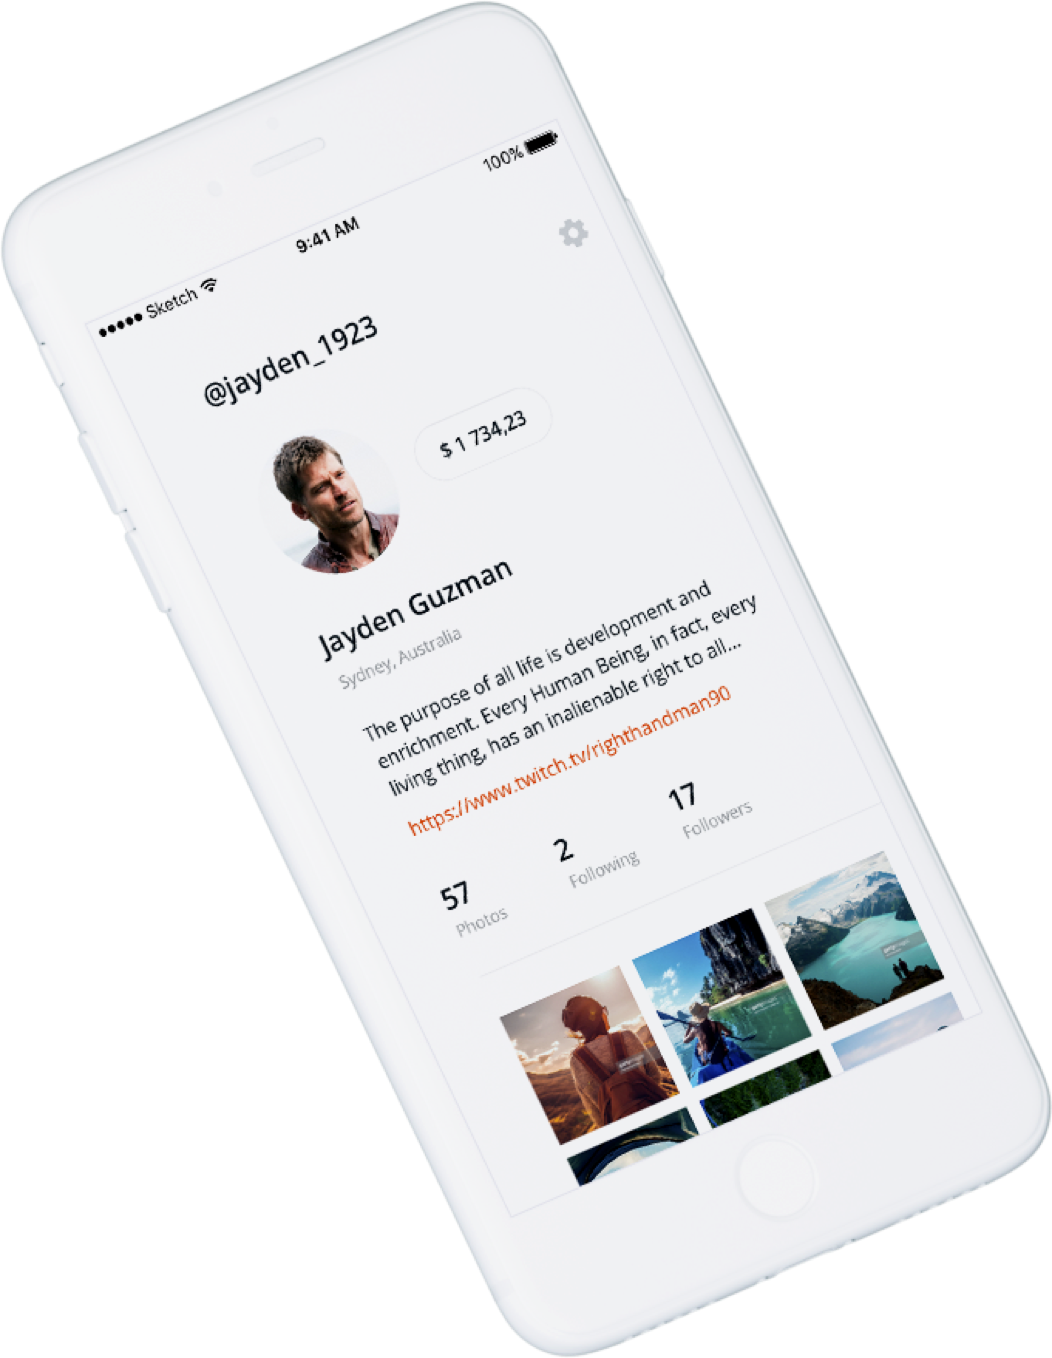 ●●●●● Sketch 9:41 AM 100%
@jayden_1923
$ 1 734,23
Jayden Guzman
Sydney, Australia
The purpose of all life is development and
enrichment. Every Human Being, in fact, every
living thing, has an inalienable right to all...
https://www.twitch.tv/righthandman90
57 2 17
Photos Following Followers